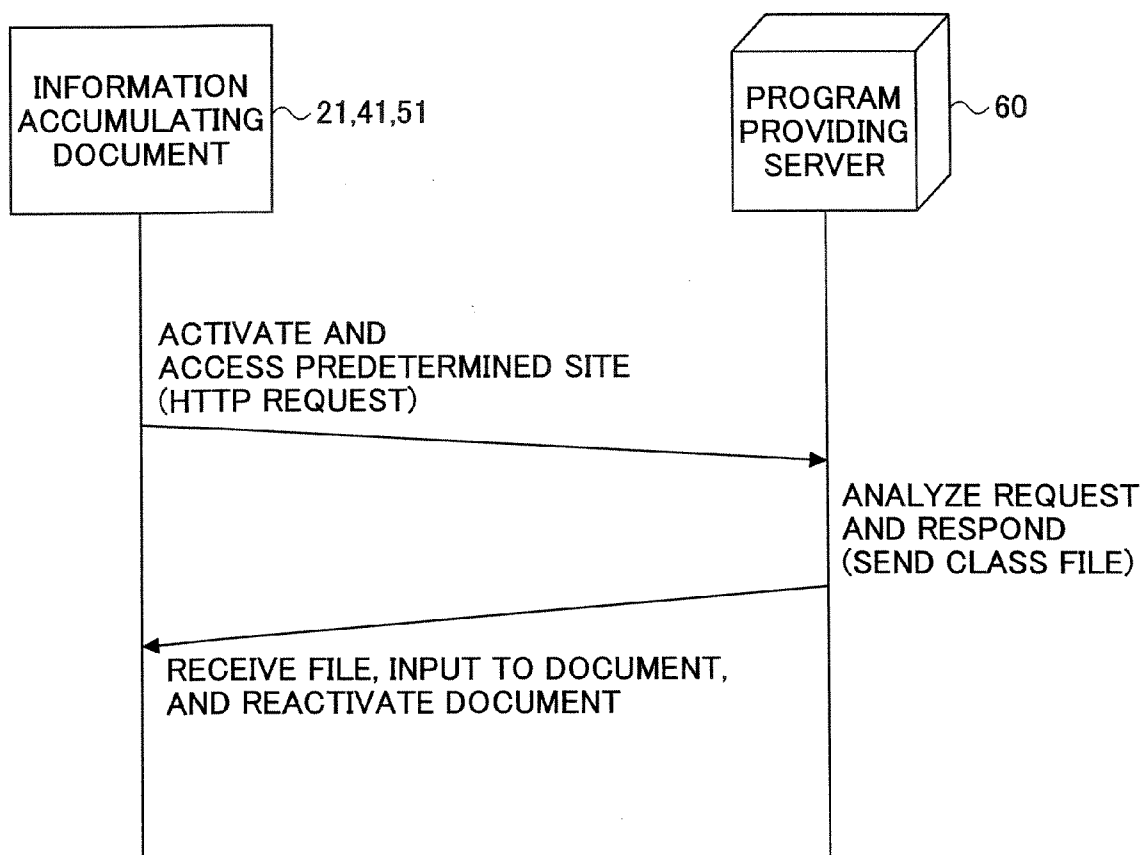 INFORMATION
ACCUMULATING
DOCUMENT
21,41,51
PROGRAM
PROVIDING
SERVER
60
ACTIVATE AND
ACCESS PREDETERMINED SITE
(HTTP REQUEST)
ANALYZE REQUEST
AND RESPOND
(SEND CLASS FILE)
RECEIVE FILE, INPUT TO DOCUMENT,
AND REACTIVATE DOCUMENT